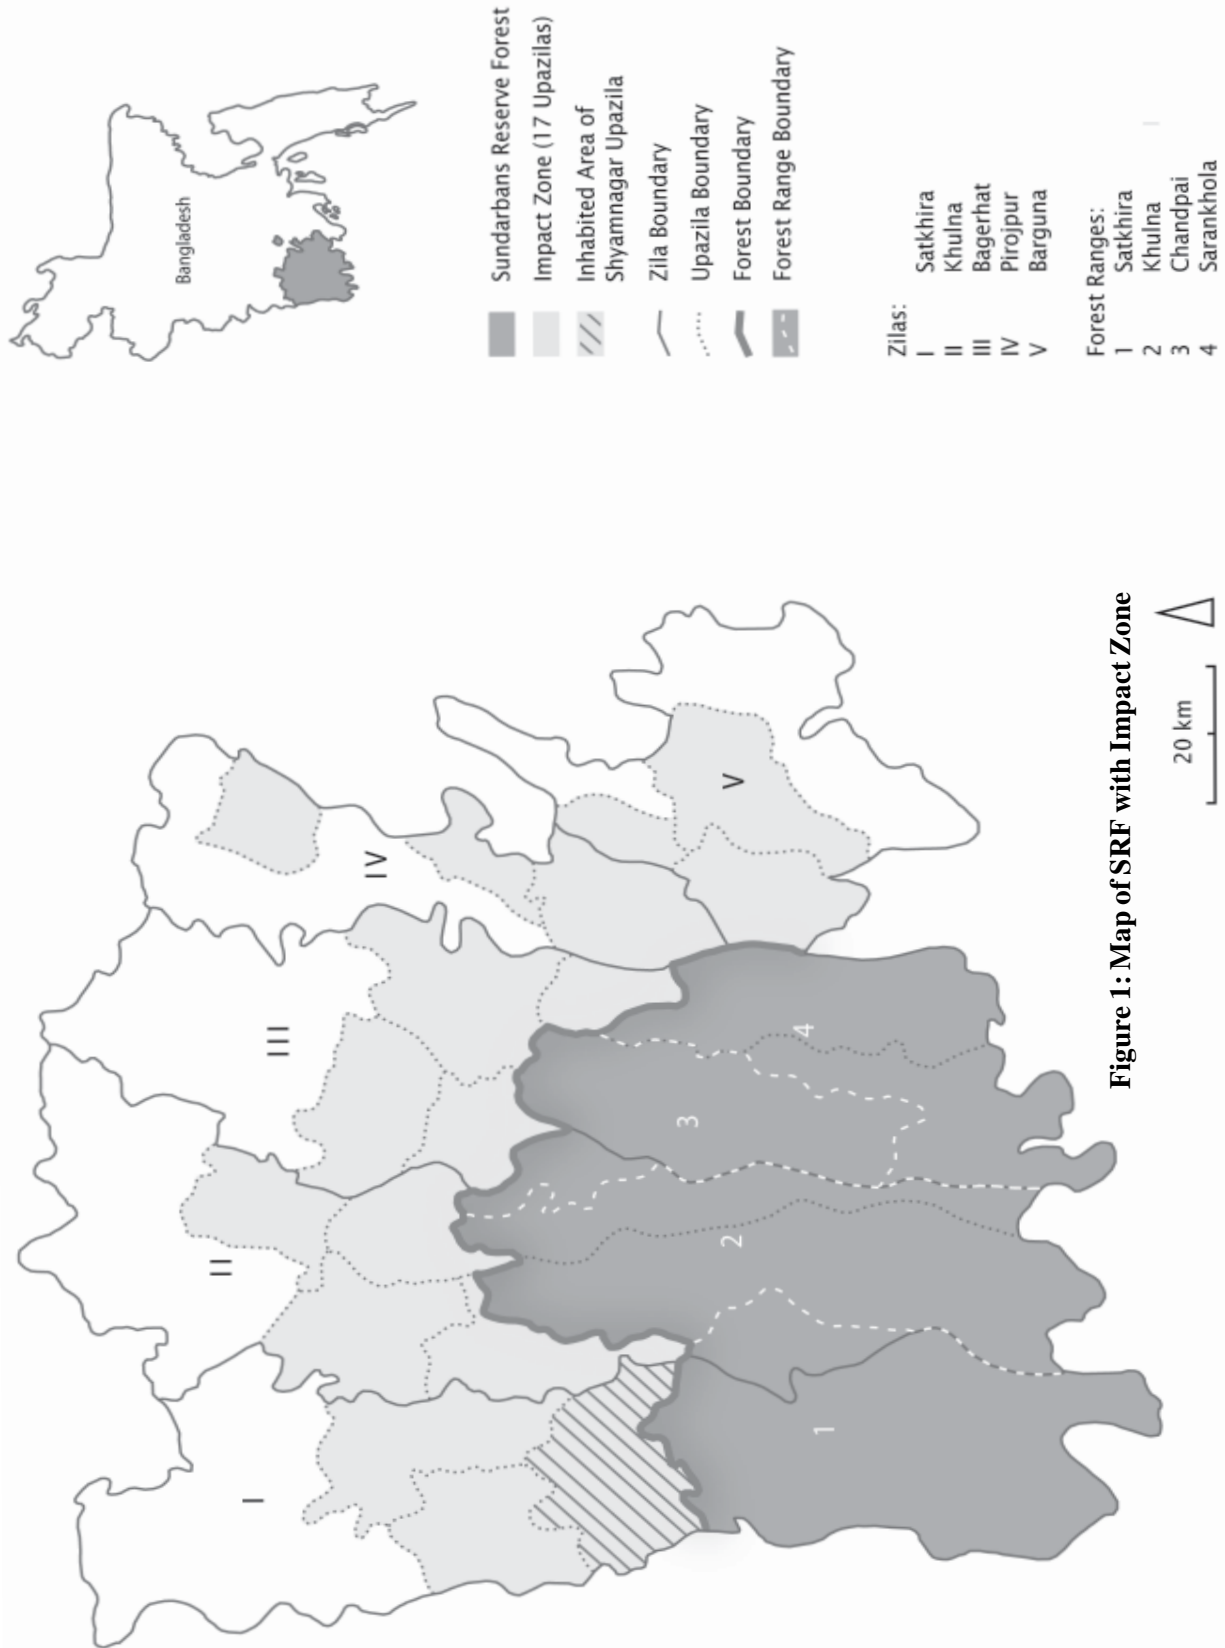 Bangladesh
Sundarbans Reserve Forest
Impact Zone (17 Upazilas)
Inhabited Area of
Shyamnagar Upazila
Zila Boundary
Upazila Boundary
Forest Boundary
Forest Range Boundary
Zilas:
I Satkhira
II Khulna
III Bagerhat
IV Pirojpur
V Barguna
Forest Ranges:
1 Satkhira
2 Khulna
3 Chandpai
4 Sarankhola
I
II
III
IV
V
1
2
3
4
20 km
Figure 1: Map of SRF with Impact Zone